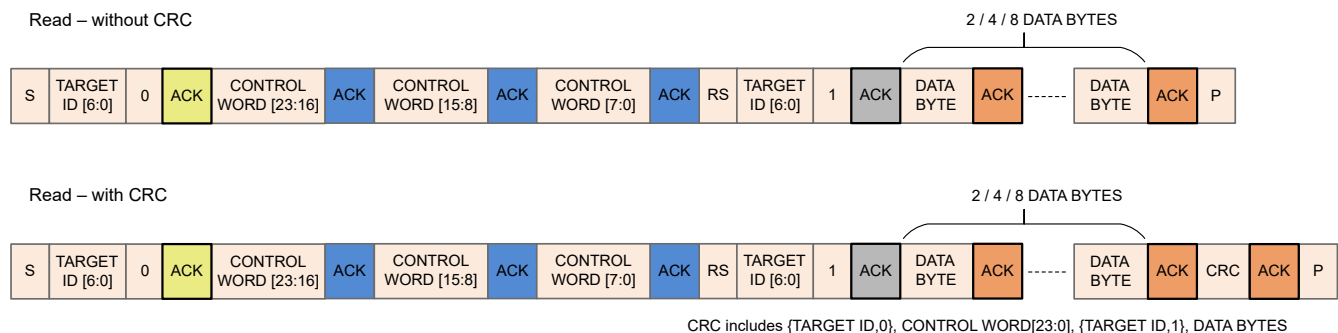 Read – without CRC
2 / 4 / 8 DATA BYTES
S TARGET ID [6:0] 0 ACK CONTROL WORD [23:16] ACK CONTROL WORD [15:8] ACK CONTROL WORD [7:0] ACK RS TARGET ID [6:0] 1 ACK DATA BYTE ACK ------ DATA BYTE ACK P
Read – with CRC
2 / 4 / 8 DATA BYTES
S TARGET ID [6:0] 0 ACK CONTROL WORD [23:16] ACK CONTROL WORD [15:8] ACK CONTROL WORD [7:0] ACK RS TARGET ID [6:0] 1 ACK DATA BYTE ACK ------ DATA BYTE ACK CRC ACK P
CRC includes {TARGET ID,0}, CONTROL WORD[23:0], {TARGET ID,1}, DATA BYTES